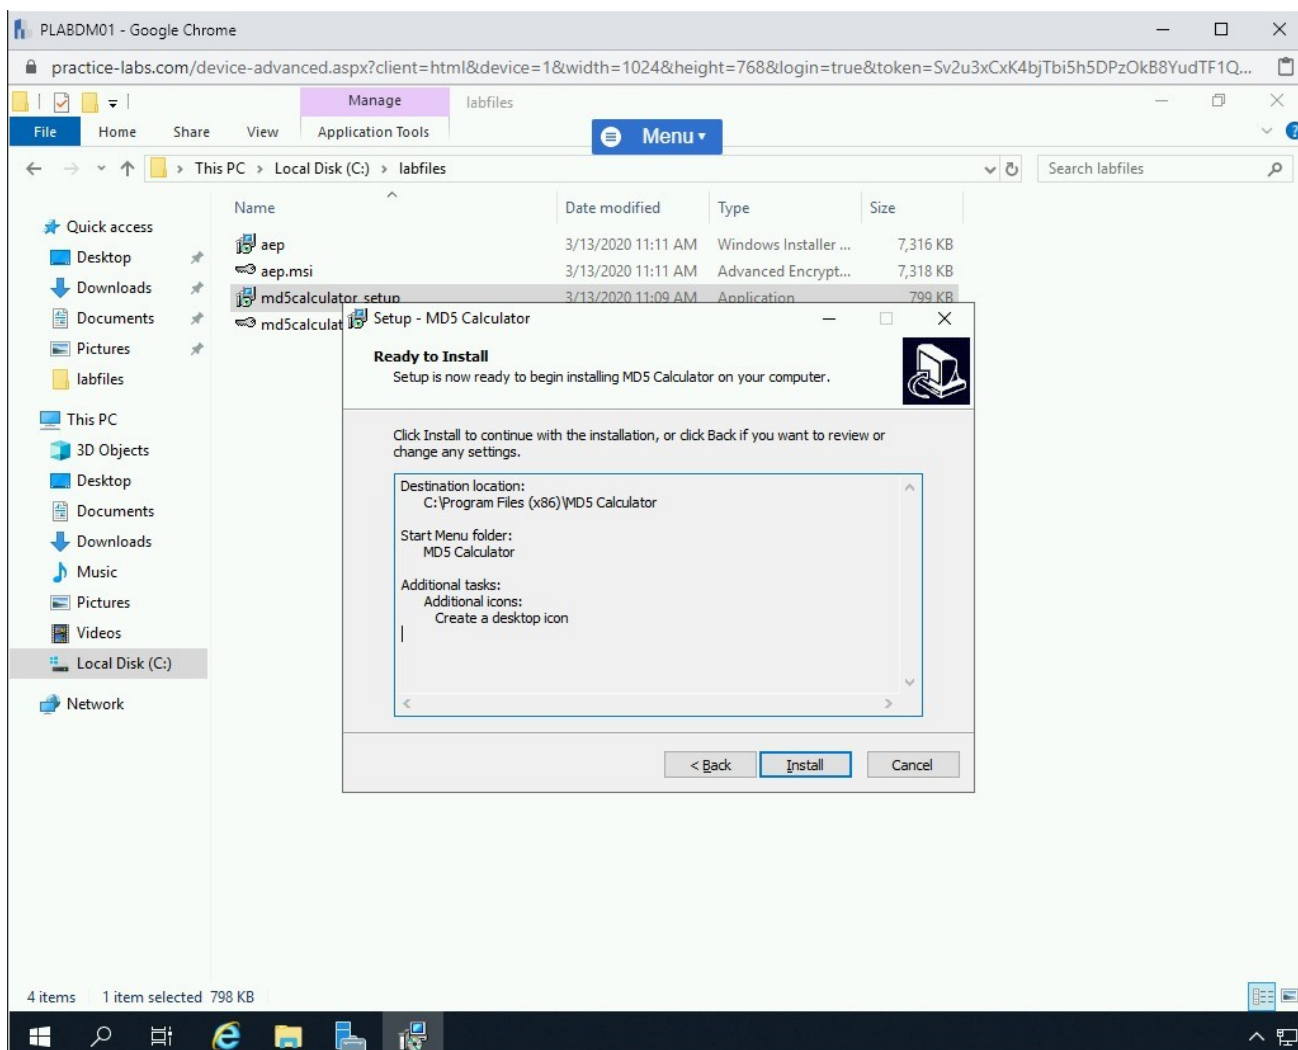 PLABDM01 - Google Chrome
practice-labs.com/device-advanced.aspx?client=html&device=1&width=1024&height=768&login=true&token=Sv2u3xCxK4bjTbi5h5DPzOkB8YudTF1Q...
Manage labfiles
File Home Share View Application Tools
Menu
This PC > Local Disk (C:) > labfiles
Search labfiles
Name Date modified Type Size
aep 3/13/2020 11:11 AM Windows Installer ... 7,316 KB
aep.msi 3/13/2020 11:11 AM Advanced Encrypt... 7,318 KB
md5calculator_setup 3/13/2020 11:09 AM Application 799 KB
md5calculat
Quick access
Desktop
Downloads
Documents
Pictures
labfiles
This PC
3D Objects
Desktop
Documents
Downloads
Music
Pictures
Videos
Local Disk (C:)
Network
Setup - MD5 Calculator
Ready to Install
Setup is now ready to begin installing MD5 Calculator on your computer.
Click Install to continue with the installation, or click Back if you want to review or
change any settings.
Destination location:
C:\Program Files (x86)\MD5 Calculator
Start Menu folder:
MD5 Calculator
Additional tasks:
Additional icons:
Create a desktop icon
< Back Install Cancel
4 items 1 item selected 798 KB